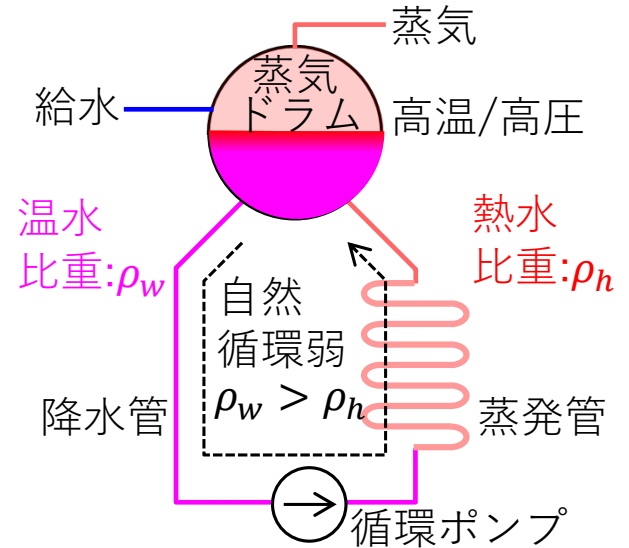 蒸気
蒸気
ドラム
給水
高温/高圧
温水
比重:ρw
熱水
比重:ρh
自然
循環弱
ρw > ρh
降水管
蒸発管
循環ポンプ